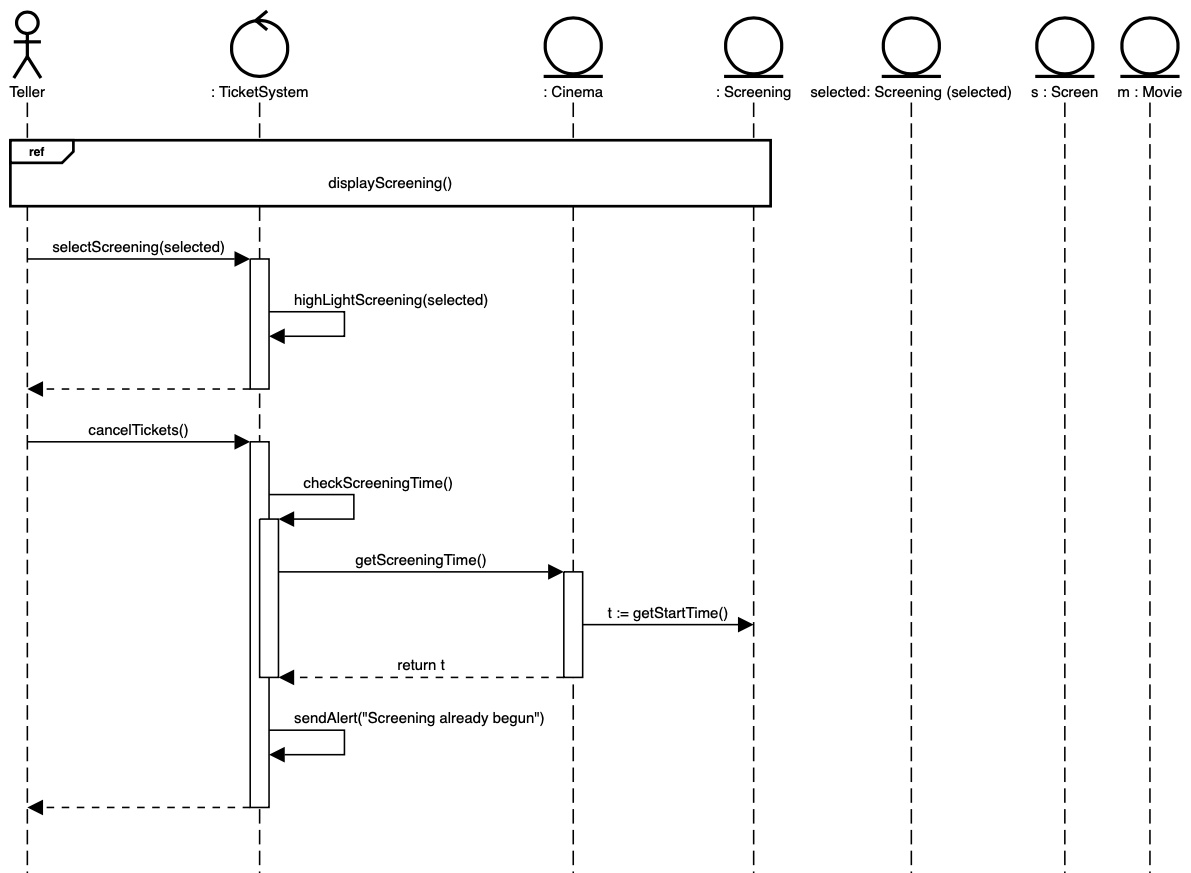 Teller
: TicketSystem
: Cinema
: Screening
selected: Screening (selected)
s : Screen
m : Movie
ref
displayScreening()
selectScreening(selected)
highLightScreening(selected)
cancelTickets()
checkScreeningTime()
getScreeningTime()
t := getStartTime()
return t
sendAlert("Screening already begun")